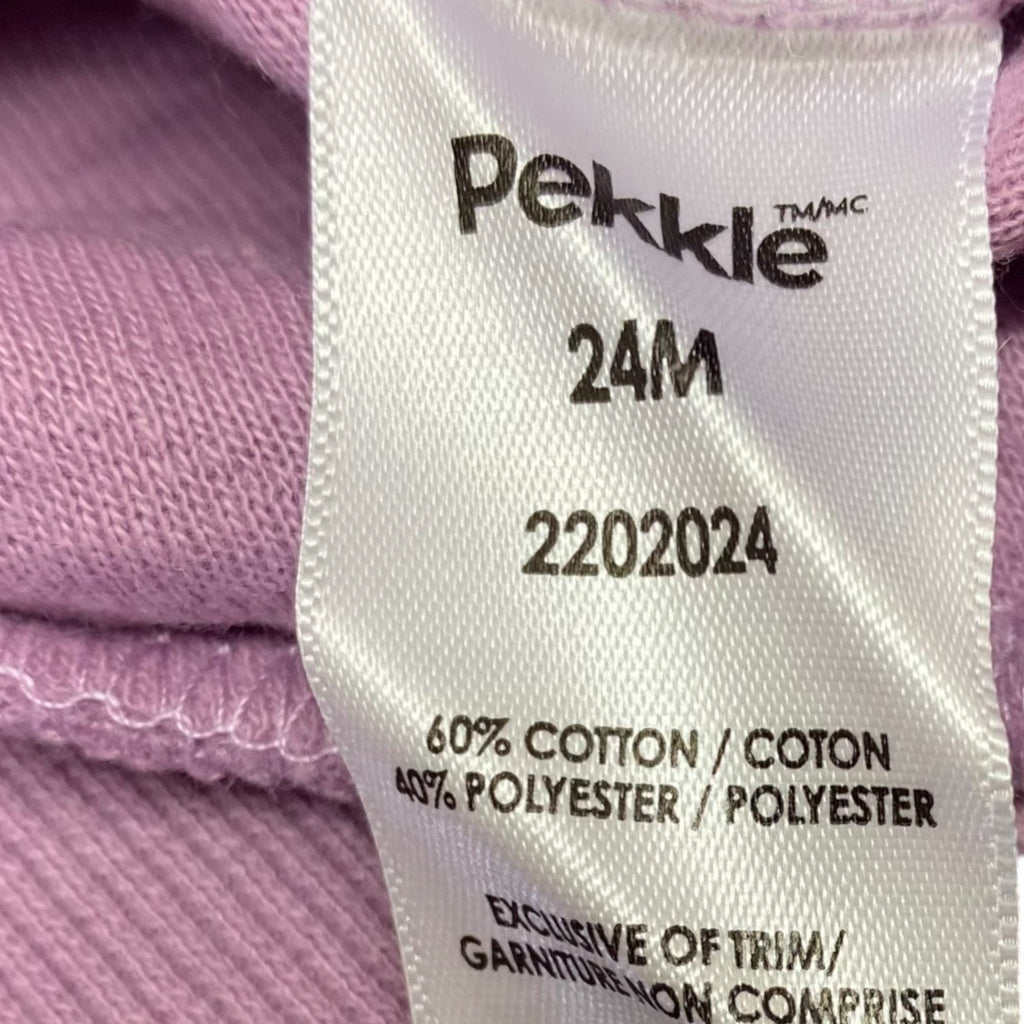 Pekkle TM/MC
24M
2202024
60% COTTON / COTON
40% POLYESTER / POLYESTER
EXCLUSIVE OF TRIM/
GARNITURE NON COMPRISE